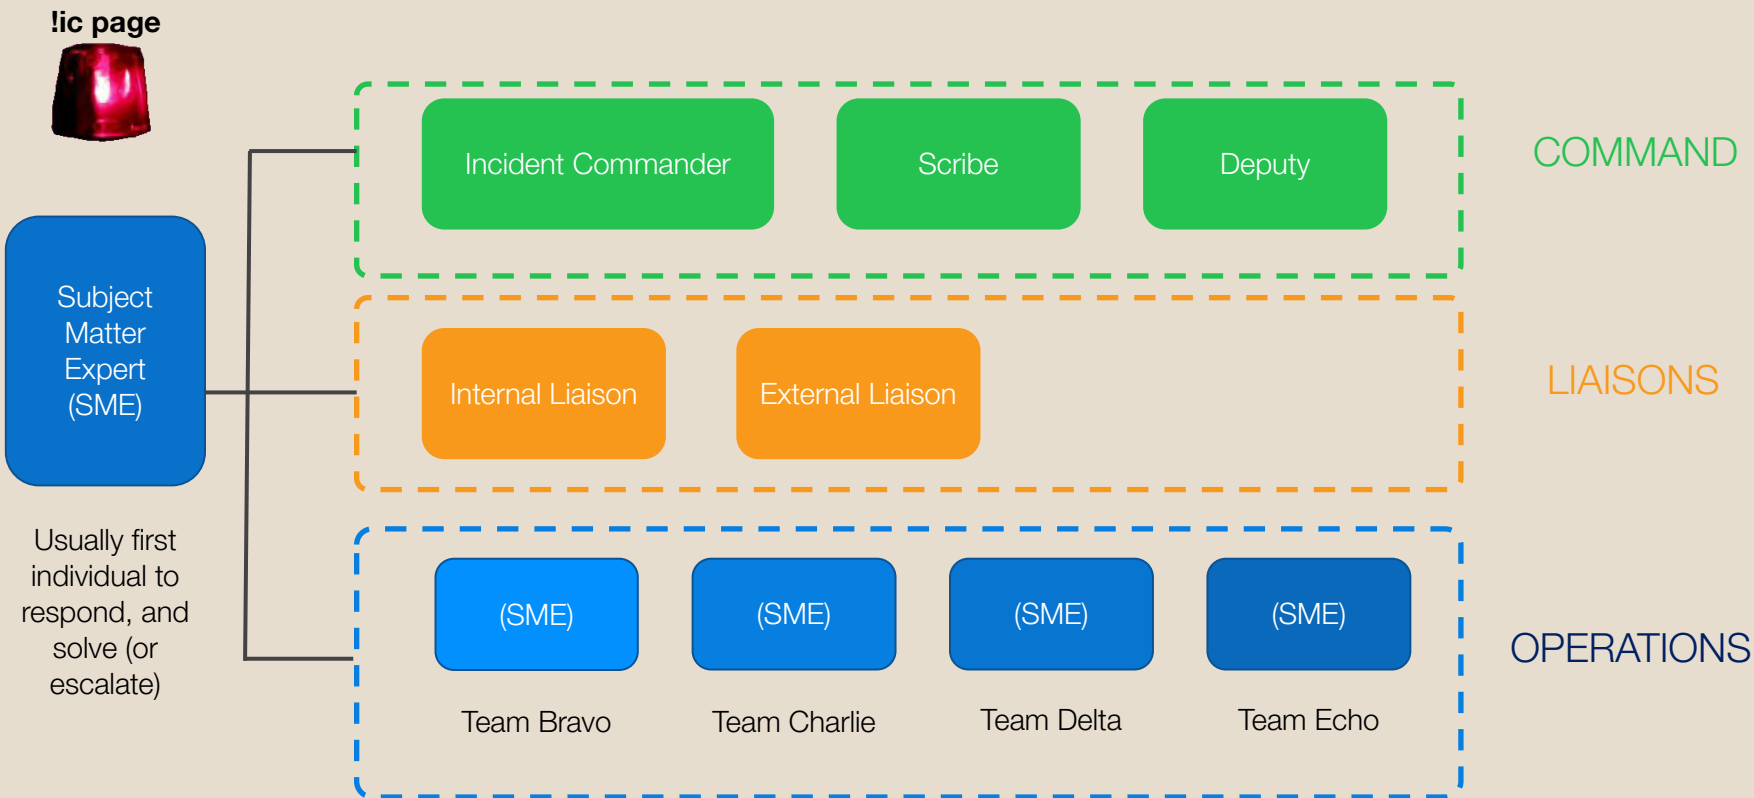 !ic page
Incident Commander
Scribe
Deputy
COMMAND
Subject
Matter
Expert
(SME)
Internal Liaison
External Liaison
LIAISONS
Usually first
individual to
respond, and
solve (or
escalate)
(SME)
(SME)
(SME)
(SME)
OPERATIONS
Team Bravo
Team Charlie
Team Delta
Team Echo